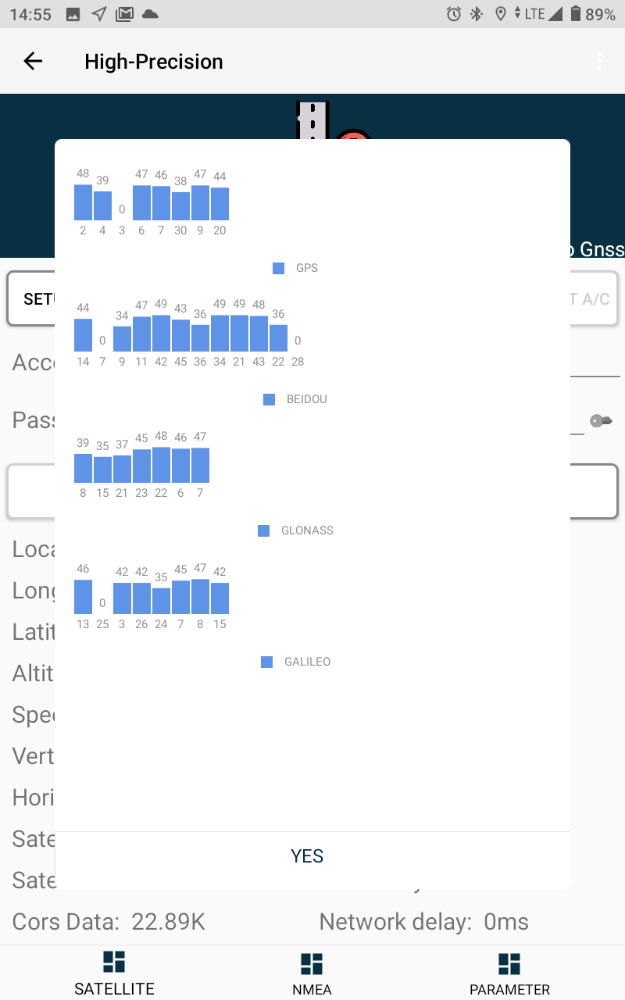 14:55 LTE 89%
High-Precision
48 39 0 47 46 38 47 44
2 4 3 6 7 30 9 20
Gnss
GPS
44 0 34 47 49 43 36 49 49 48 36 0
T A/C
14 7 9 11 42 45 36 34 21 43 22 28
BEIDOU
39 35 37 45 48 46 47
8 15 21 23 22 6 7
GLONASS
46 0 42 42 35 45 47 42
13 25 3 26 24 7 8 15
GALILEO
YES
Cors Data: 22.89K Network delay: 0ms
SATELLITE NMEA PARAMETER